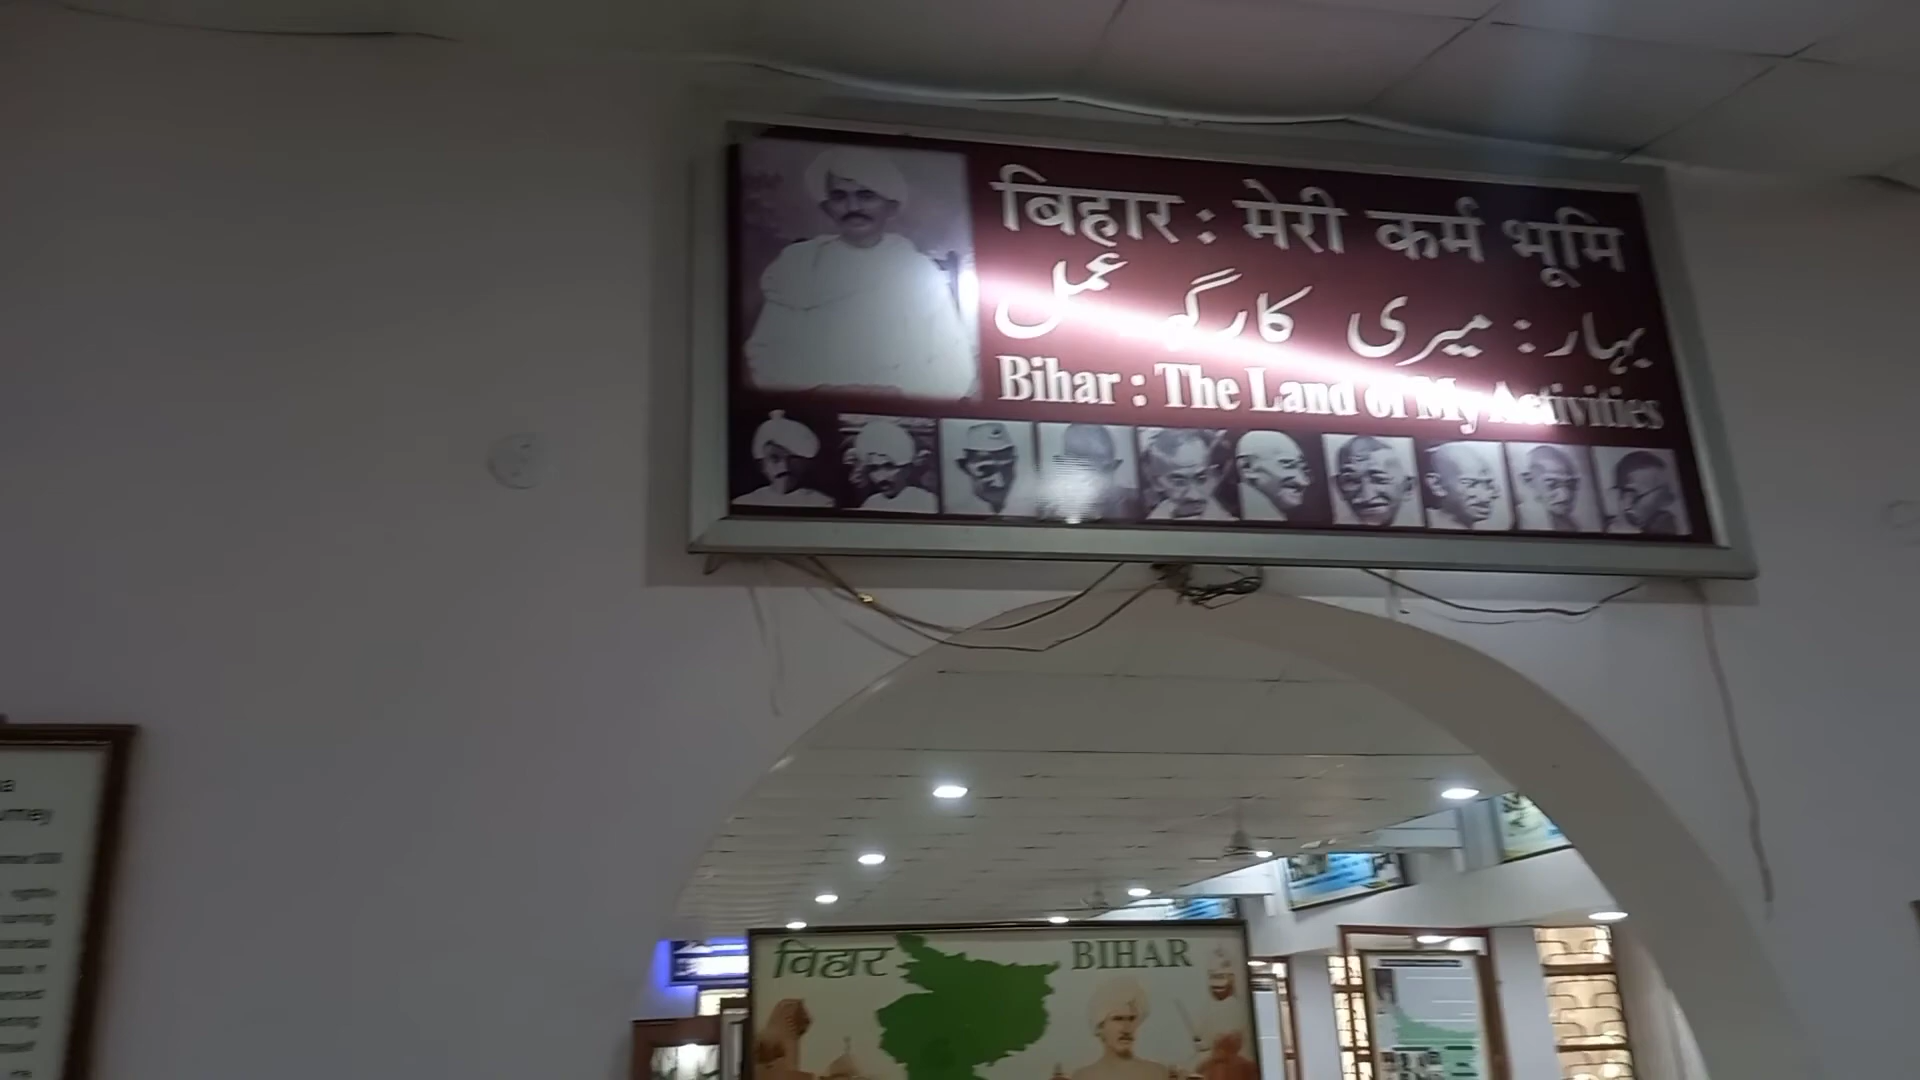 बिहार : मेरी कर्म भूमि
بہار : میری کارگہ عمل
Bihar : The Land of My Activities
बिहार BIHAR